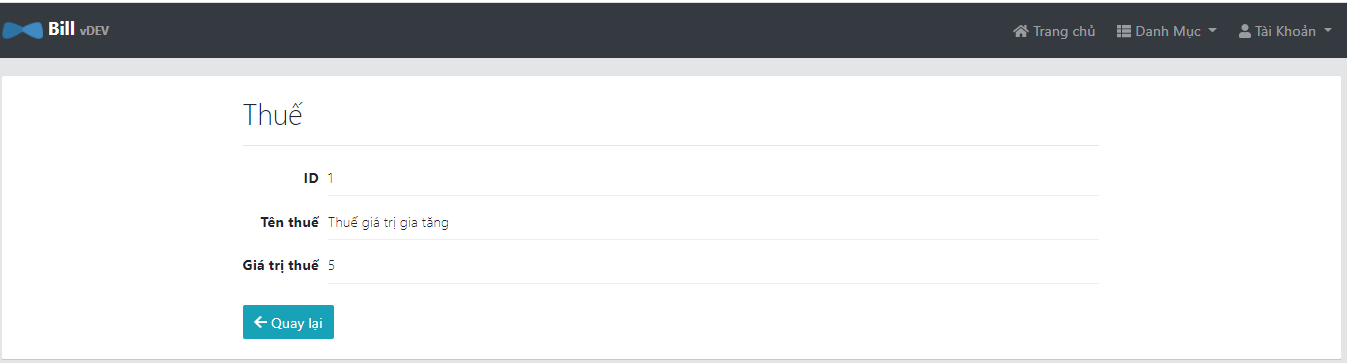 Bill vDEV
Trang chủ Danh Mục Tài Khoản
Thuế
ID 1
Tên thuế Thuế giá trị gia tăng
Giá trị thuế 5
Quay lại